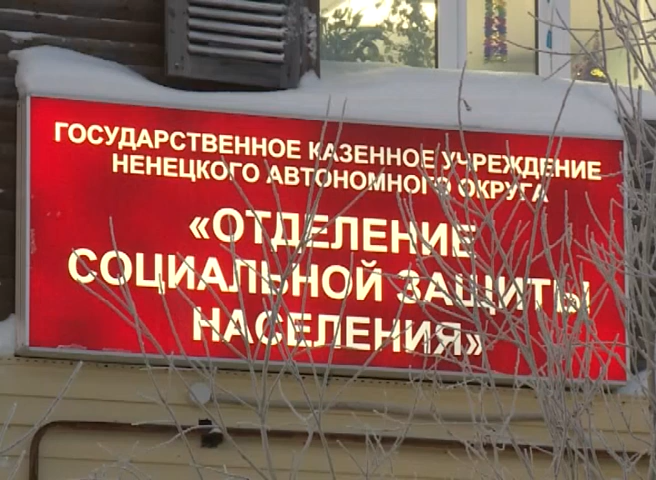 ГОСУДАРСТВЕННОЕ КАЗЕННОЕ УЧРЕЖДЕНИЕ
НЕНЕЦКОГО АВТОНОМНОГО ОКРУГА
«ОТДЕЛЕНИЕ
СОЦИАЛЬНОЙ ЗАЩИТЫ
НАСЕЛЕНИЯ»